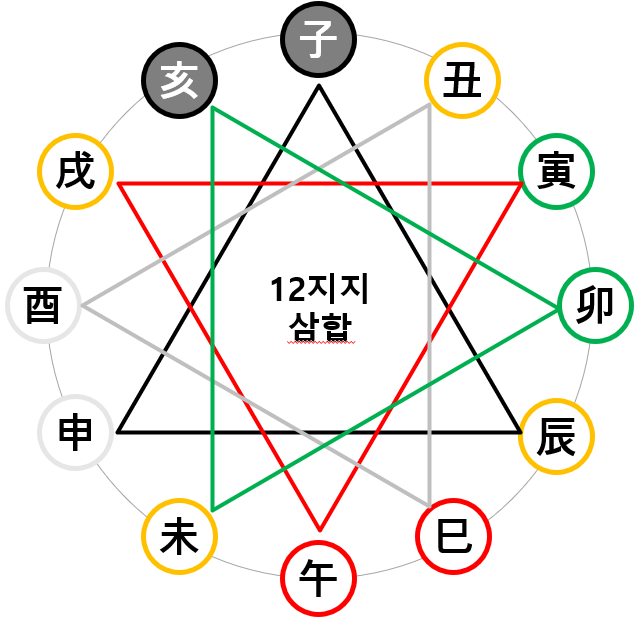 子
丑
寅
卯
辰
巳
午
未
申
酉
戌
亥
12지지
삼합